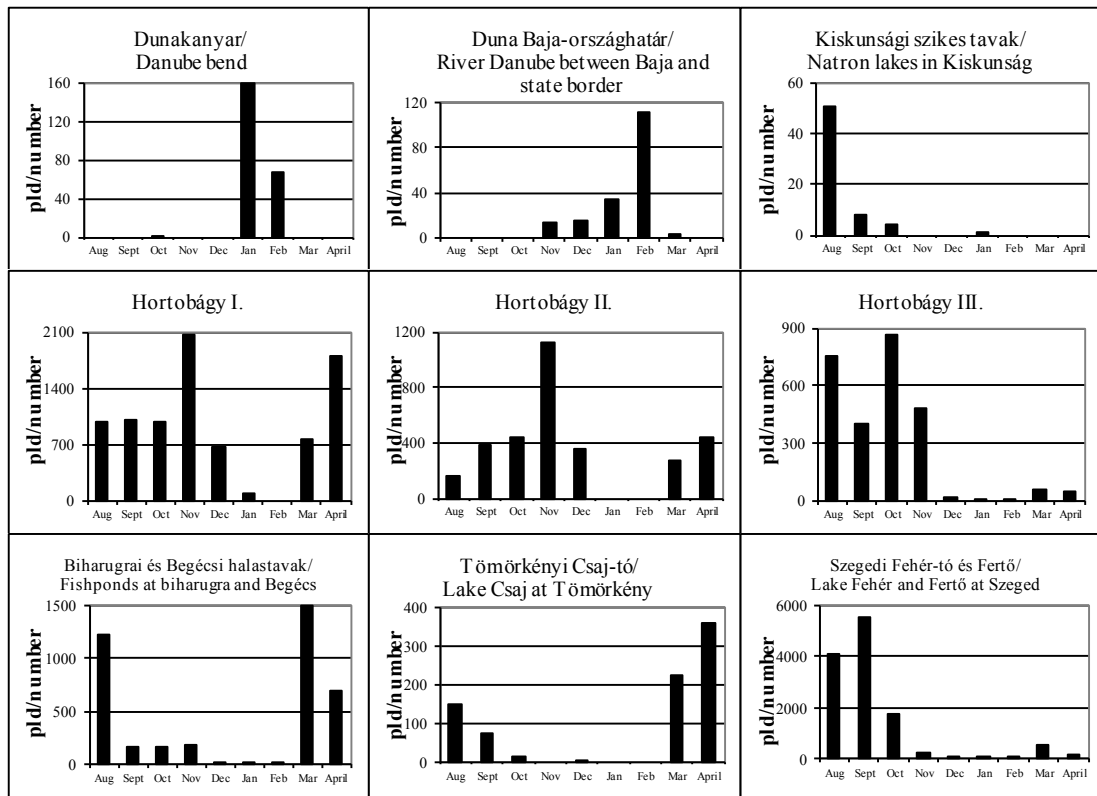 Dunakanyar/
Danube bend
pld/number
160
120
80
40
0
Aug Sept Oct Nov Dec Jan Feb Mar April
Duna Baja-országhatár/
River Danube between Baja and
state border
pld/number
120
80
40
0
Aug Sept Oct Nov Dec Jan Feb Mar April
Kiskunsági szikes tavak/
Natron lakes in Kiskunság
pld/number
60
40
20
0
Aug Sept Oct Nov Dec Jan Feb Mar April
Hortobágy I.
pld/number
2100
1400
700
0
Aug Sept Oct Nov Dec Jan Feb Mar April
Hortobágy II.
pld/number
1200
800
400
0
Aug Sept Oct Nov Dec Jan Feb Mar April
Hortobágy III.
pld/number
900
600
300
0
Aug Sept Oct Nov Dec Jan Feb Mar April
Biharugrai és Begécsi halastavak/
Fishponds at biharugra and Begécs
pld/number
1500
1000
500
0
Aug Sept Oct Nov Dec Jan Feb Mar April
Tömörkényi Csaj-tó/
Lake Csaj at Tömörkény
pld/number
400
300
200
100
0
Aug Sept Oct Nov Dec Jan Feb Mar April
Szegedi Fehér-tó és Fertő/
Lake Fehér and Fertő at Szeged
pld/number
6000
4000
2000
0
Aug Sept Oct Nov Dec Jan Feb Mar April